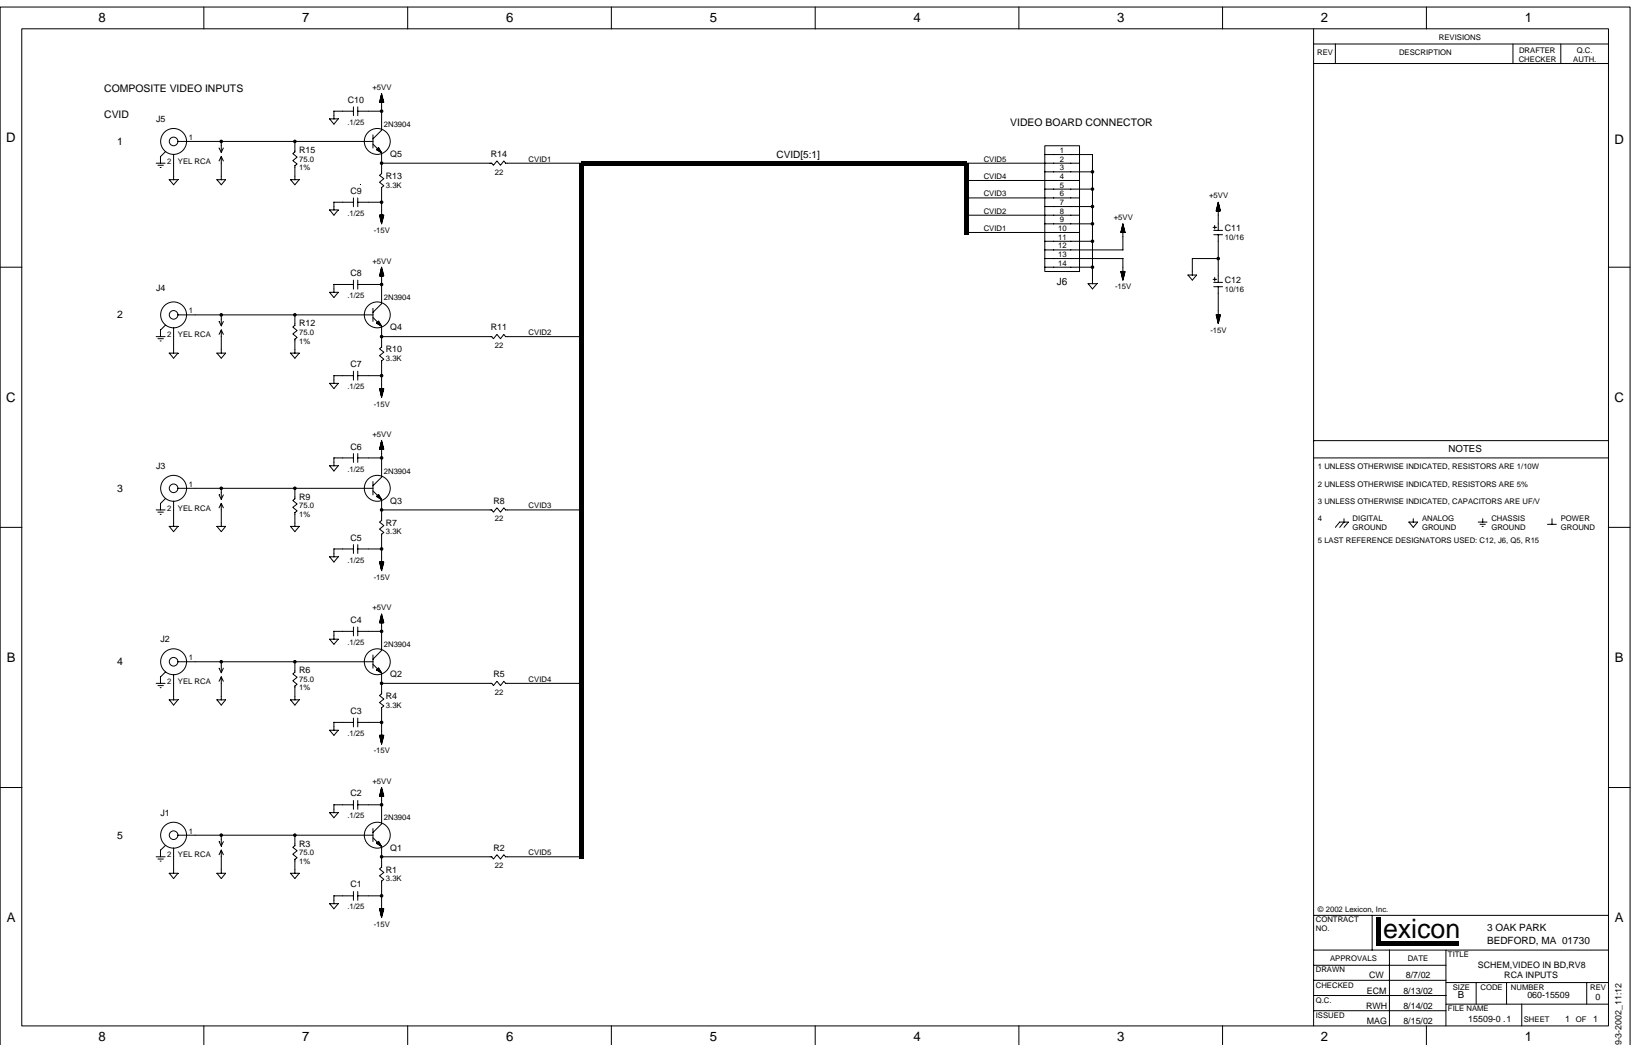 8 7 6 5 4 3 2 1
REVISIONS
REV DESCRIPTION DRAFTER CHECKER Q.C. AUTH.
D
D
COMPOSITE VIDEO INPUTS
CVID
1
J5
1
2 YEL RCA
R15
75.0
1%
C10
.1/25
+5VV
2N3904
Q5
R13
3.3K
C9
.1/25
-15V
R14
22
CVID1
CVID[5:1]
VIDEO BOARD CONNECTOR
CVID5
CVID4
CVID3
CVID2
CVID1
1
2
3
4
5
6
7
8
9
10
11
12
13
14
J6
+5VV
-15V
+5VV
+ C11
10/16
+ C12
10/16
-15V
2
J4
1
2 YEL RCA
R12
75.0
1%
C8
.1/25
+5VV
2N3904
Q4
R10
3.3K
C7
.1/25
-15V
R11
22
CVID2
C
C
3
J3
1
2 YEL RCA
R9
75.0
1%
C6
.1/25
+5VV
2N3904
Q3
R7
3.3K
C5
.1/25
-15V
R8
22
CVID3
NOTES
1 UNLESS OTHERWISE INDICATED, RESISTORS ARE 1/10W
2 UNLESS OTHERWISE INDICATED, RESISTORS ARE 5%
3 UNLESS OTHERWISE INDICATED, CAPACITORS ARE UF/V
4 DIGITAL GROUND ANALOG GROUND CHASSIS GROUND POWER GROUND
5 LAST REFERENCE DESIGNATORS USED: C12, J6, Q5, R15
B
B
4
J2
1
2 YEL RCA
R6
75.0
1%
C4
.1/25
+5VV
2N3904
Q2
R4
3.3K
C3
.1/25
-15V
R5
22
CVID4
5
J1
1
2 YEL RCA
R3
75.0
1%
C2
.1/25
+5VV
2N3904
Q1
R1
3.3K
C1
.1/25
-15V
R2
22
CVID5
A
A
© 2002 Lexicon, Inc.
CONTRACT NO.
Lexicon
3 OAK PARK
BEDFORD, MA 01730
APPROVALS DATE
DRAWN CW 8/7/02
CHECKED ECM 8/13/02
Q.C. RWH 8/14/02
ISSUED MAG 8/15/02
TITLE
SCHEM,VIDEO IN BD,RV8
RCA INPUTS
SIZE B CODE NUMBER 060-15509 REV 0
FILE NAME 15509-0 .1 SHEET 1 OF 1
9-3-2002_11:12
8 7 6 5 4 3 2 1